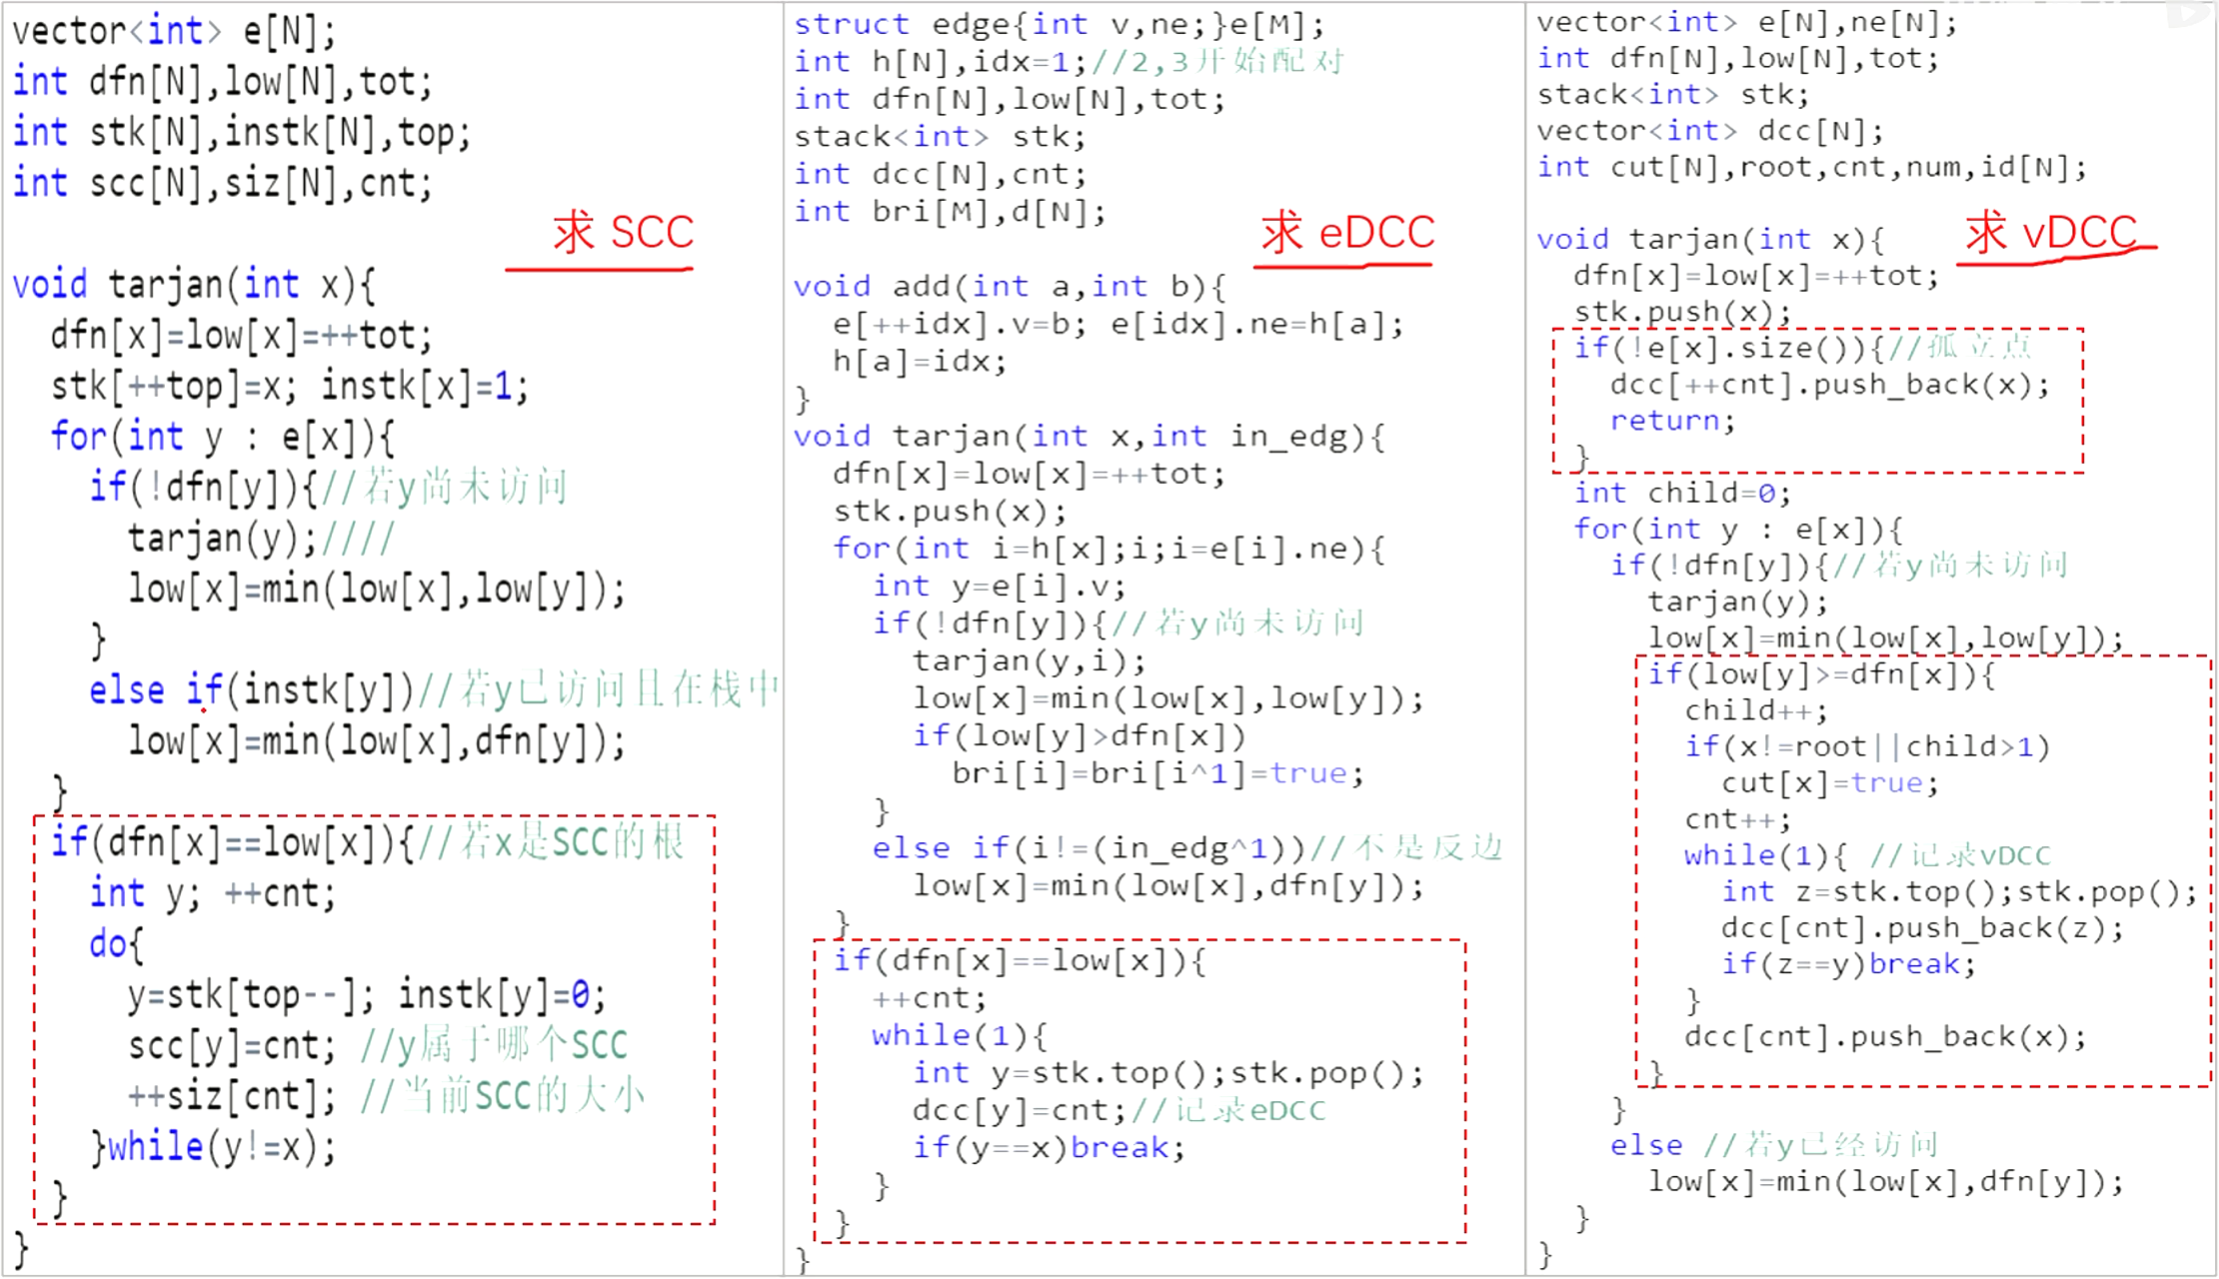 vector<int> e[N];
int dfn[N],low[N],tot;
int stk[N],instk[N],top;
int scc[N],siz[N],cnt;
求 SCC
void tarjan(int x){
  dfn[x]=low[x]=++tot;
  stk[++top]=x; instk[x]=1;
  for(int y : e[x]){
    if(!dfn[y]){//若y尚未访问
      tarjan(y);////
      low[x]=min(low[x],low[y]);
    }
    else if(instk[y])//若y已访问且在栈中
      low[x]=min(low[x],dfn[y]);
  }
  if(dfn[x]==low[x]){//若x是SCC的根
    int y; ++cnt;
    do{
      y=stk[top--]; instk[y]=0;
      scc[y]=cnt; //y属于哪个SCC
      ++siz[cnt]; //当前SCC的大小
    }while(y!=x);
  }
}
struct edge{int v,ne;}e[M];
int h[N],idx=1;//2,3开始配对
int dfn[N],low[N],tot;
stack<int> stk;
int dcc[N],cnt;
int bri[M],d[N];
求 eDCC
void add(int a,int b){
  e[++idx].v=b; e[idx].ne=h[a];
  h[a]=idx;
}
void tarjan(int x,int in_edg){
  dfn[x]=low[x]=++tot;
  stk.push(x);
  for(int i=h[x];i;i=e[i].ne){
    int y=e[i].v;
    if(!dfn[y]){//若y尚未访问
      tarjan(y,i);
      low[x]=min(low[x],low[y]);
      if(low[y]>dfn[x])
        bri[i]=bri[i^1]=true;
    }
    else if(i!=(in_edg^1))//不是反边
      low[x]=min(low[x],dfn[y]);
  }
  if(dfn[x]==low[x]){
    ++cnt;
    while(1){
      int y=stk.top();stk.pop();
      dcc[y]=cnt;//记录eDCC
      if(y==x)break;
    }
  }
}
vector<int> e[N],ne[N];
int dfn[N],low[N],tot;
stack<int> stk;
vector<int> dcc[N];
int cut[N],root,cnt,num,id[N];
求 vDCC
void tarjan(int x){
  dfn[x]=low[x]=++tot;
  stk.push(x);
  if(!e[x].size()){//孤立点
    dcc[++cnt].push_back(x);
    return;
  }
  int child=0;
  for(int y : e[x]){
    if(!dfn[y]){//若y尚未访问
      tarjan(y);
      low[x]=min(low[x],low[y]);
      if(low[y]>=dfn[x]){
        child++;
        if(x!=root||child>1)
          cut[x]=true;
        cnt++;
        while(1){ //记录vDCC
          int z=stk.top();stk.pop();
          dcc[cnt].push_back(z);
          if(z==y)break;
        }
        dcc[cnt].push_back(x);
      }
    }
    else //若y已经访问
      low[x]=min(low[x],dfn[y]);
  }
}